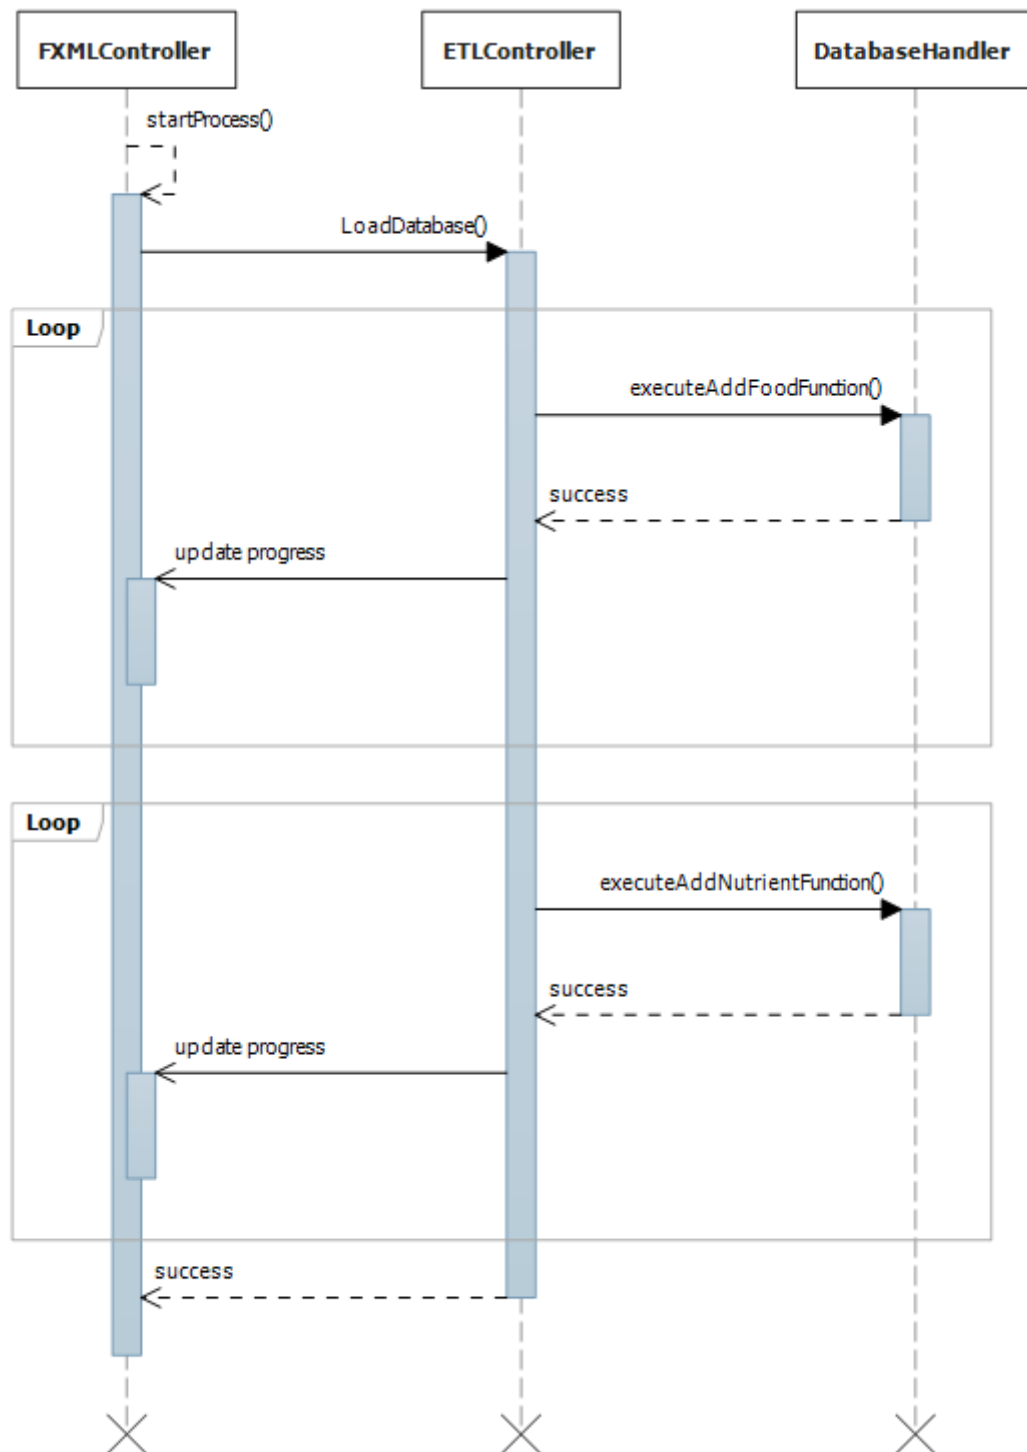 FXMLController
ETLController
DatabaseHandler
startProcess()
LoadDatabase()
Loop
executeAddFoodFunction()
success
update progress
Loop
executeAddNutrientFunction()
success
update progress
success